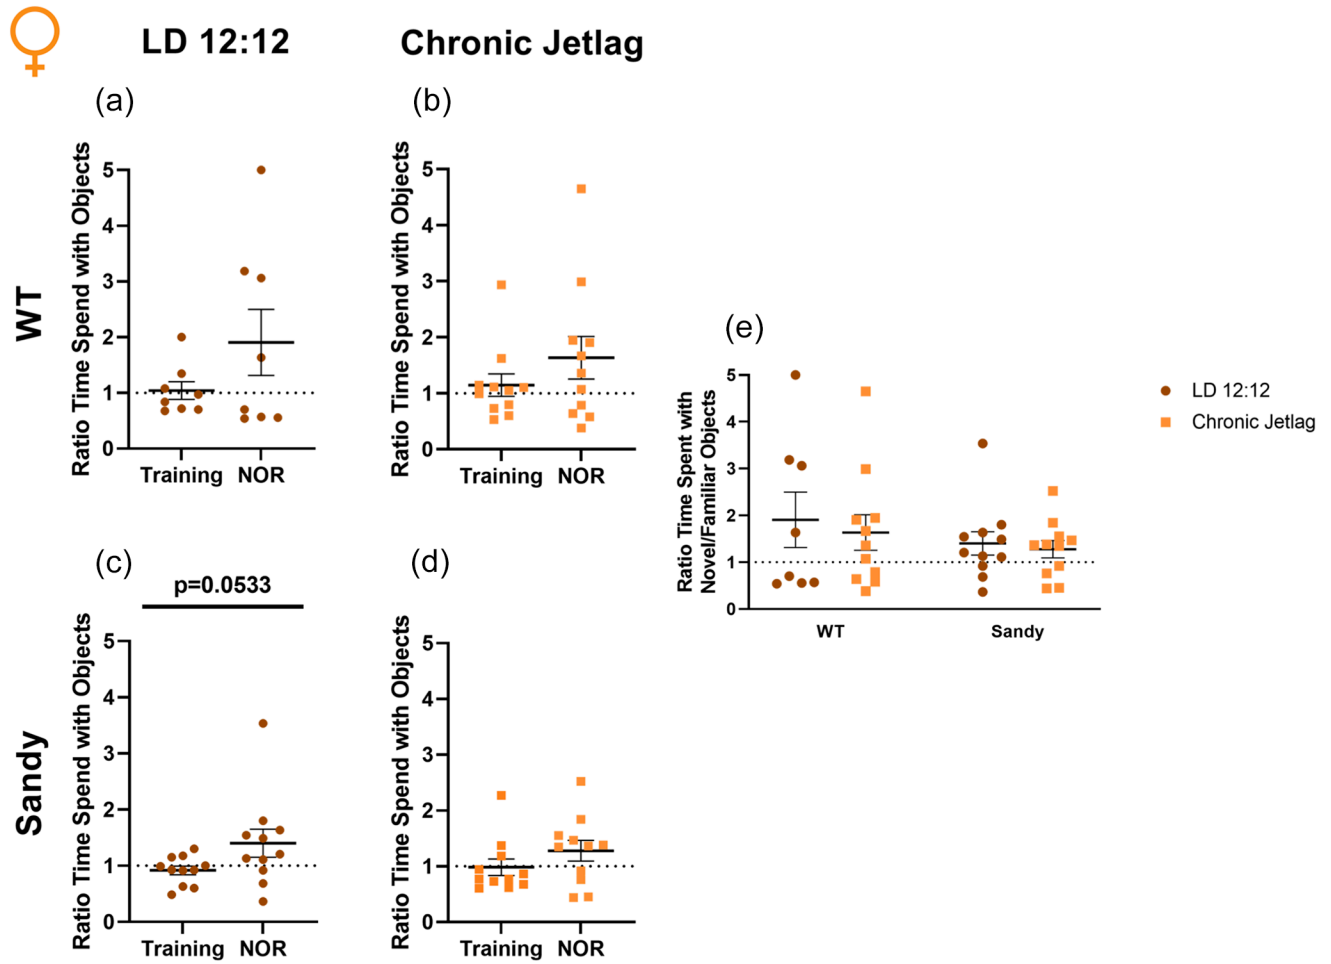 LD 12:12
Chronic Jetlag
(a)
(b)
WT
Ratio Time Spend with Objects
5
4
3
2
1
0
Training
NOR
Ratio Time Spend with Objects
5
4
3
2
1
0
Training
NOR
(c)
(d)
p=0.0533
Sandy
Ratio Time Spend with Objects
5
4
3
2
1
0
Training
NOR
Ratio Time Spend with Objects
5
4
3
2
1
0
Training
NOR
(e)
Ratio Time Spent with
Novel/Familiar Objects
5
4
3
2
1
0
WT
Sandy
LD 12:12
Chronic Jetlag